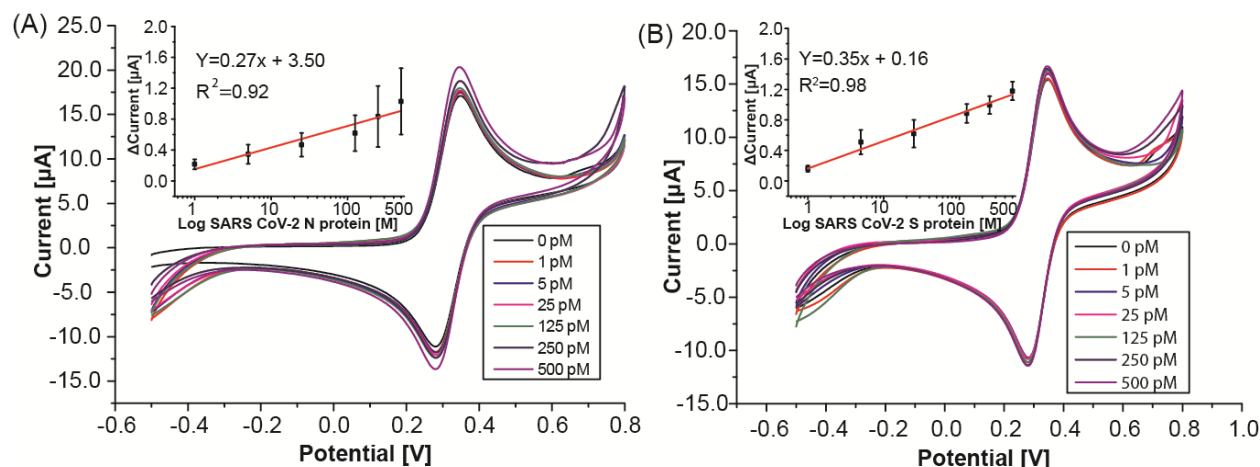 (A)
25.0
20.0
15.0
10.0
5.0
0.0
-5.0
-10.0
-15.0
Current [µA]
-0.6
-0.4
-0.2
0.0
0.2
0.4
0.6
0.8
Potential [V]
2.0
1.6
1.2
0.8
0.4
0.0
ΔCurrent [µA]
Y=0.27x + 3.50
R²=0.92
1
10
100
500
Log SARS CoV-2 N protein [M]
0 pM
1 pM
5 pM
25 pM
125 pM
250 pM
500 pM
(B)
20.0
15.0
10.0
5.0
0.0
-5.0
-10.0
-15.0
Current [µA]
-0.6
-0.4
-0.2
0.0
0.2
0.4
0.6
0.8
1.0
Potential [V]
2.0
1.6
1.2
0.8
0.4
0.0
ΔCurrent [µA]
Y=0.35x + 0.16
R²=0.98
1
10
100
500
Log SARS CoV-2 S protein [M]
0 pM
1 pM
5 pM
25 pM
125 pM
250 pM
500 pM